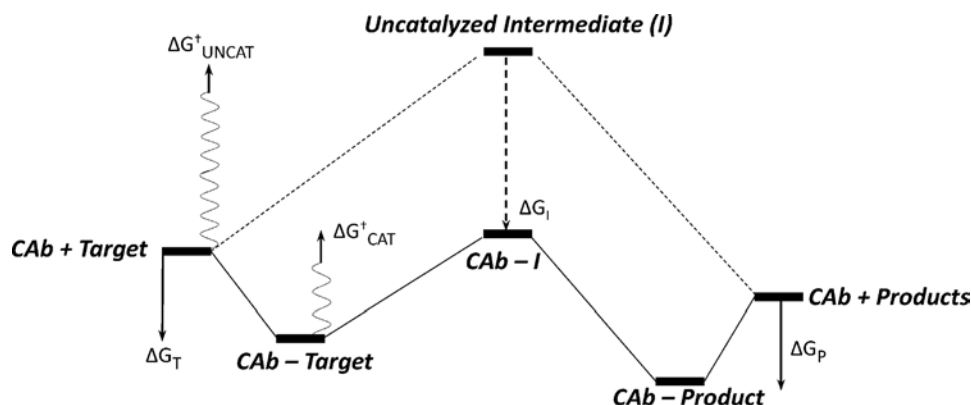 Uncatalyzed Intermediate (I)
ΔG†UNCAT
ΔG†CAT
ΔGI
CAb + Target
CAb – I
CAb + Products
ΔGT
CAb – Target
ΔGP
CAb – Product